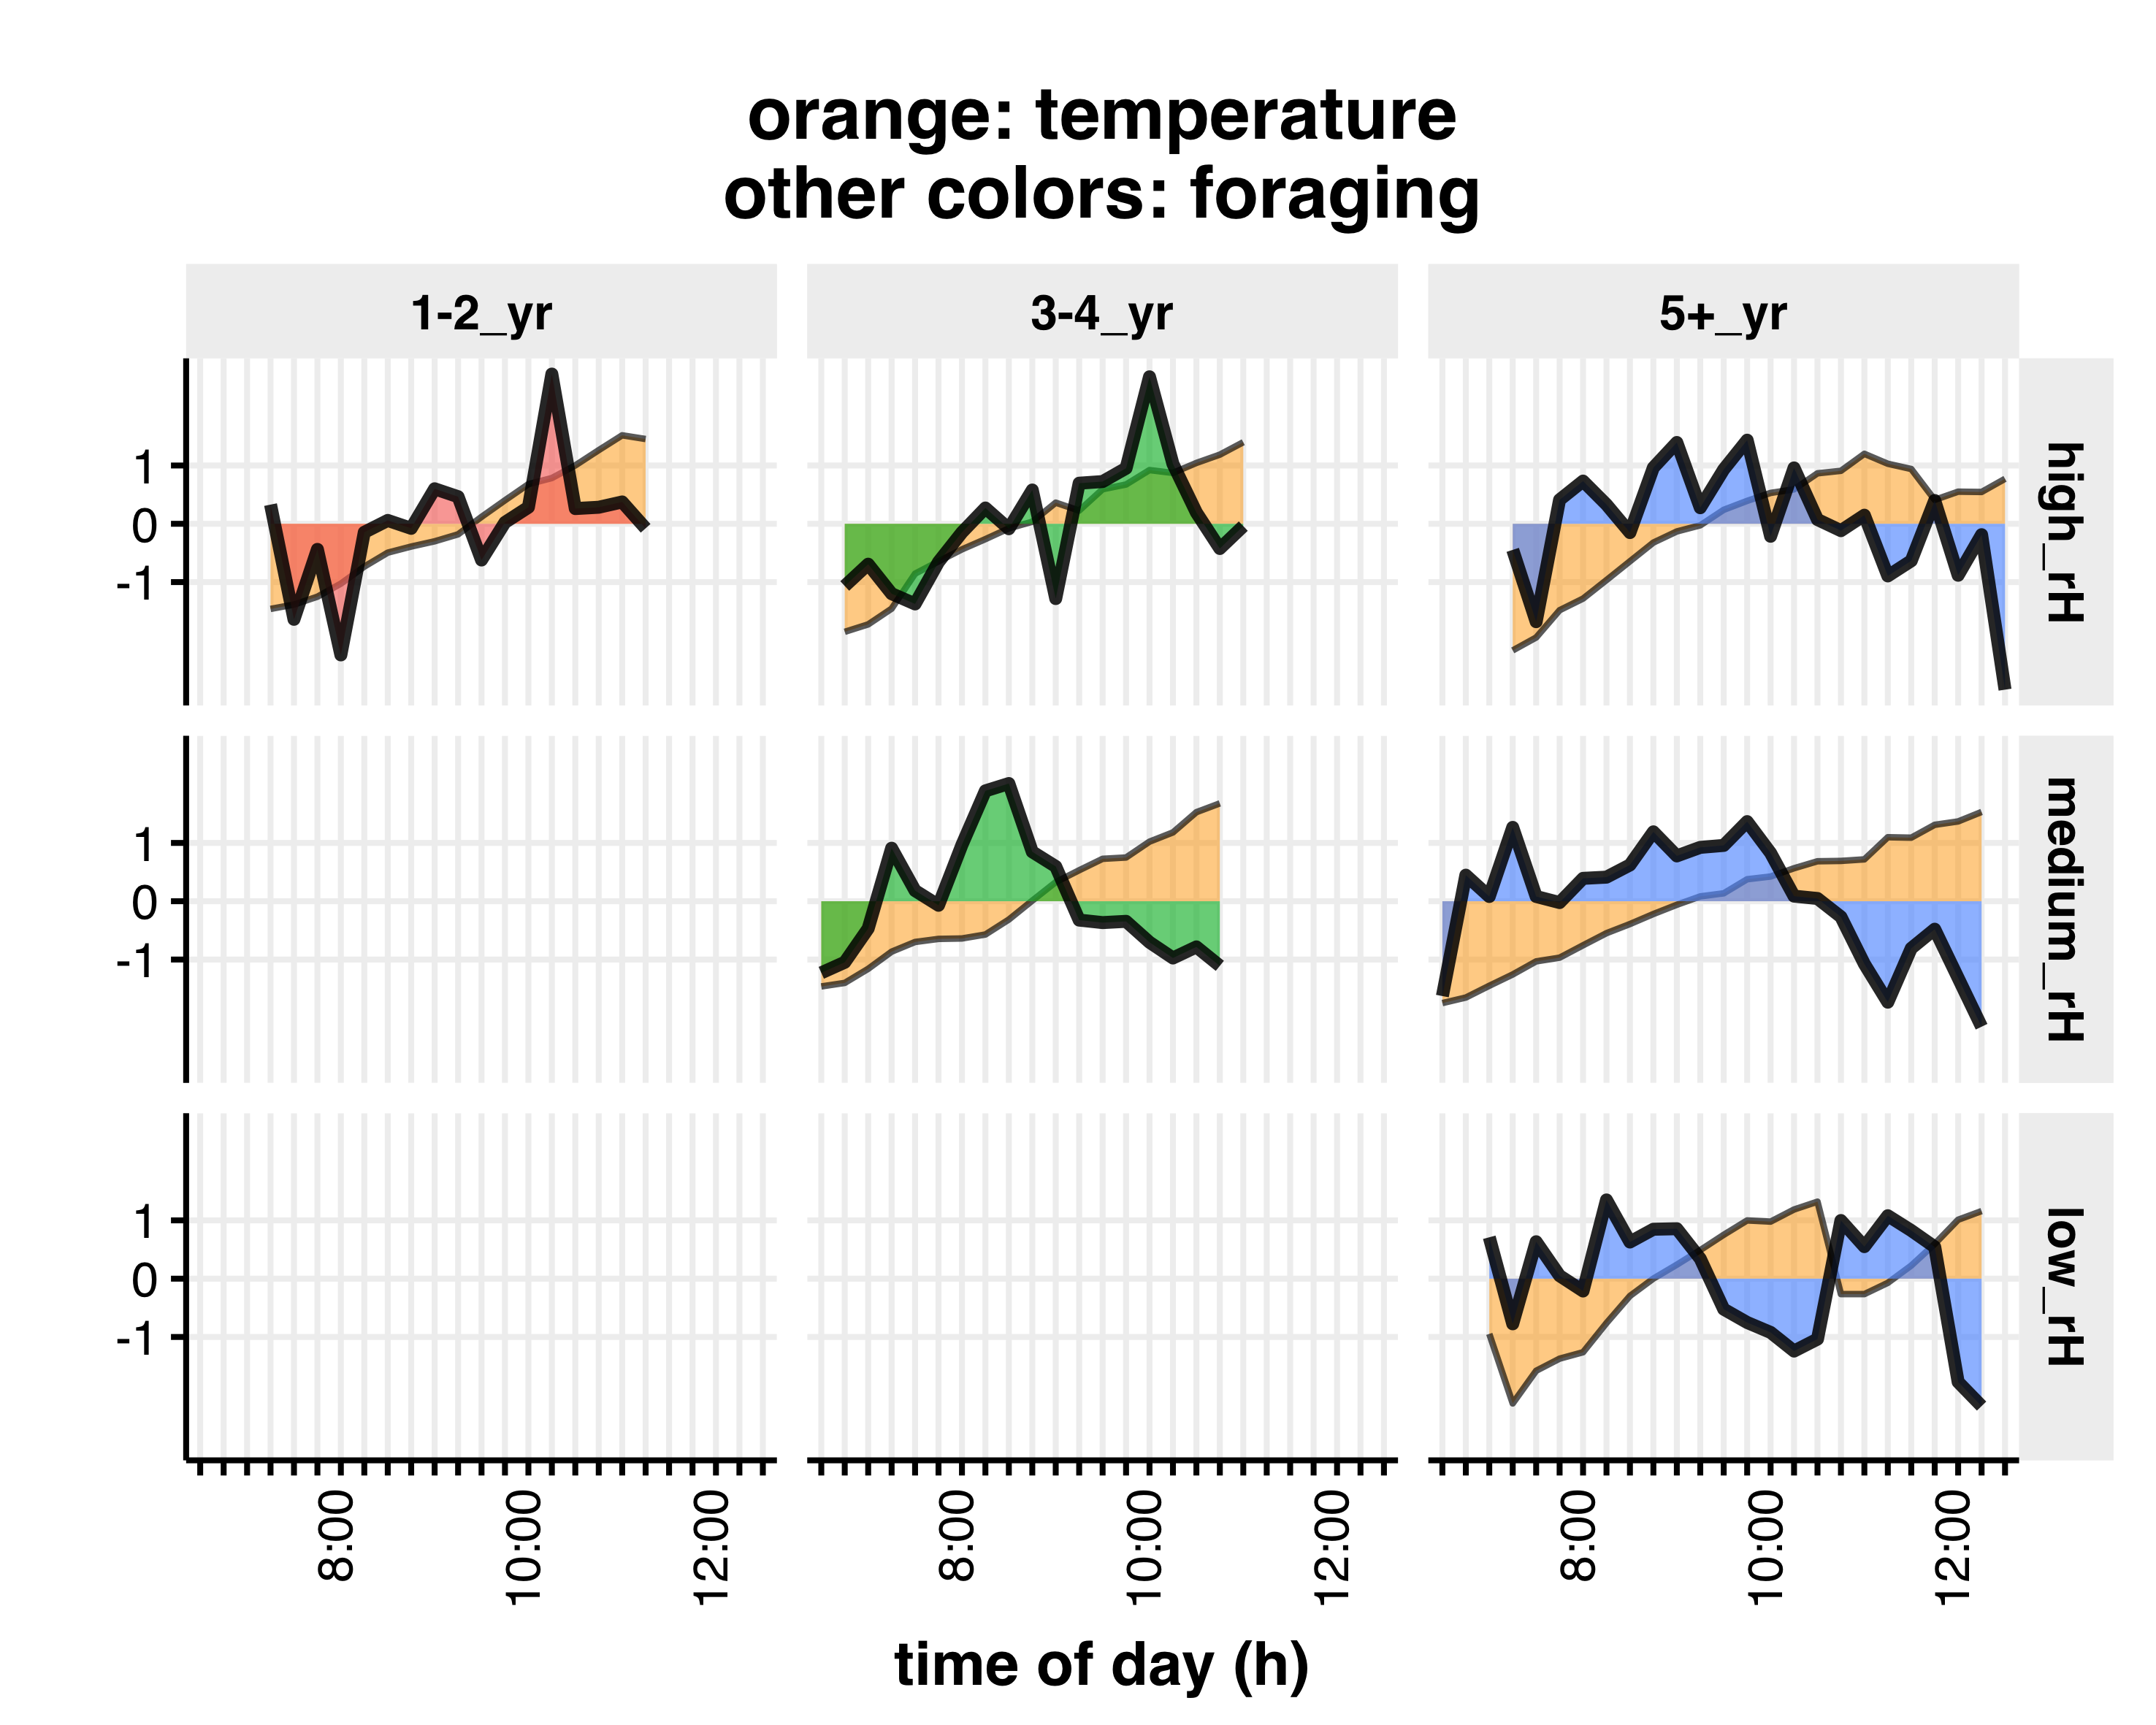 orange: temperature
other colors: foraging
1-2_yr
3-4_yr
5+_yr
1
0
-1
high_rH
1
0
-1
medium_rH
1
0
-1
low_rH
8:00
10:00
12:00
8:00
10:00
12:00
8:00
10:00
12:00
time of day (h)